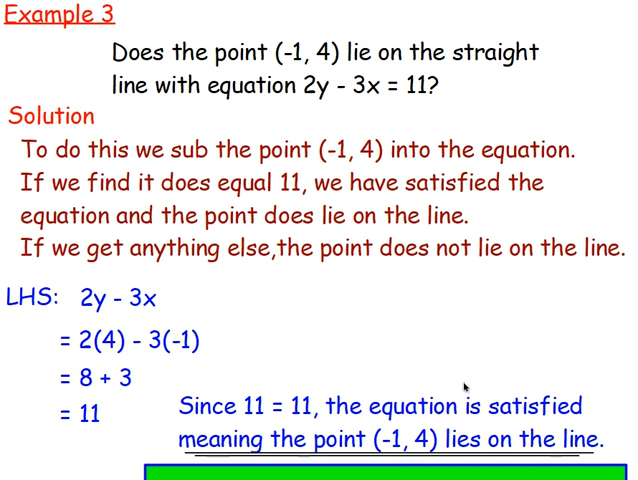 Example 3
Does the point (-1, 4) lie on the straight
line with equation 2y - 3x = 11?
Solution
To do this we sub the point (-1, 4) into the equation.
If we find it does equal 11, we have satisfied the
equation and the point does lie on the line.
If we get anything else,the point does not lie on the line.
LHS: 2y - 3x
= 2(4) - 3(-1)
= 8 + 3
= 11
Since 11 = 11, the equation is satisfied
meaning the point (-1, 4) lies on the line.